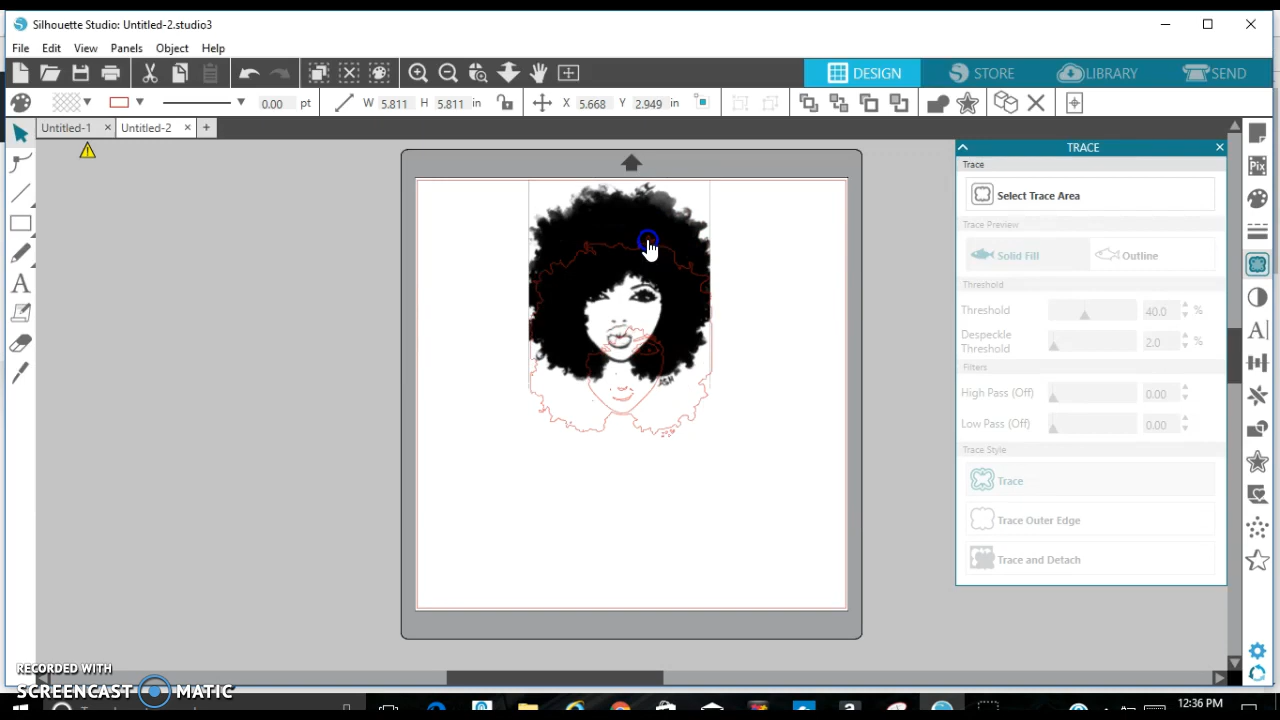 Silhouette Studio: Untitled-2.studio3
File Edit View Panels Object Help
DESIGN STORE LIBRARY SEND
0.00 pt W 5.811 H 5.811 in X 5.668 Y 2.949 in
Untitled-1 × Untitled-2 × +
TRACE
Trace
Select Trace Area
Trace Preview
Solid Fill Outline
Threshold
Threshold 40.0 %
Despeckle Threshold 2.0 %
Filters
High Pass (Off) 0.00
Low Pass (Off) 0.00
Trace Style
Trace
Trace Outer Edge
Trace and Detach
Pix
RECORDED WITH
SCREENCAST MATIC
12:36 PM